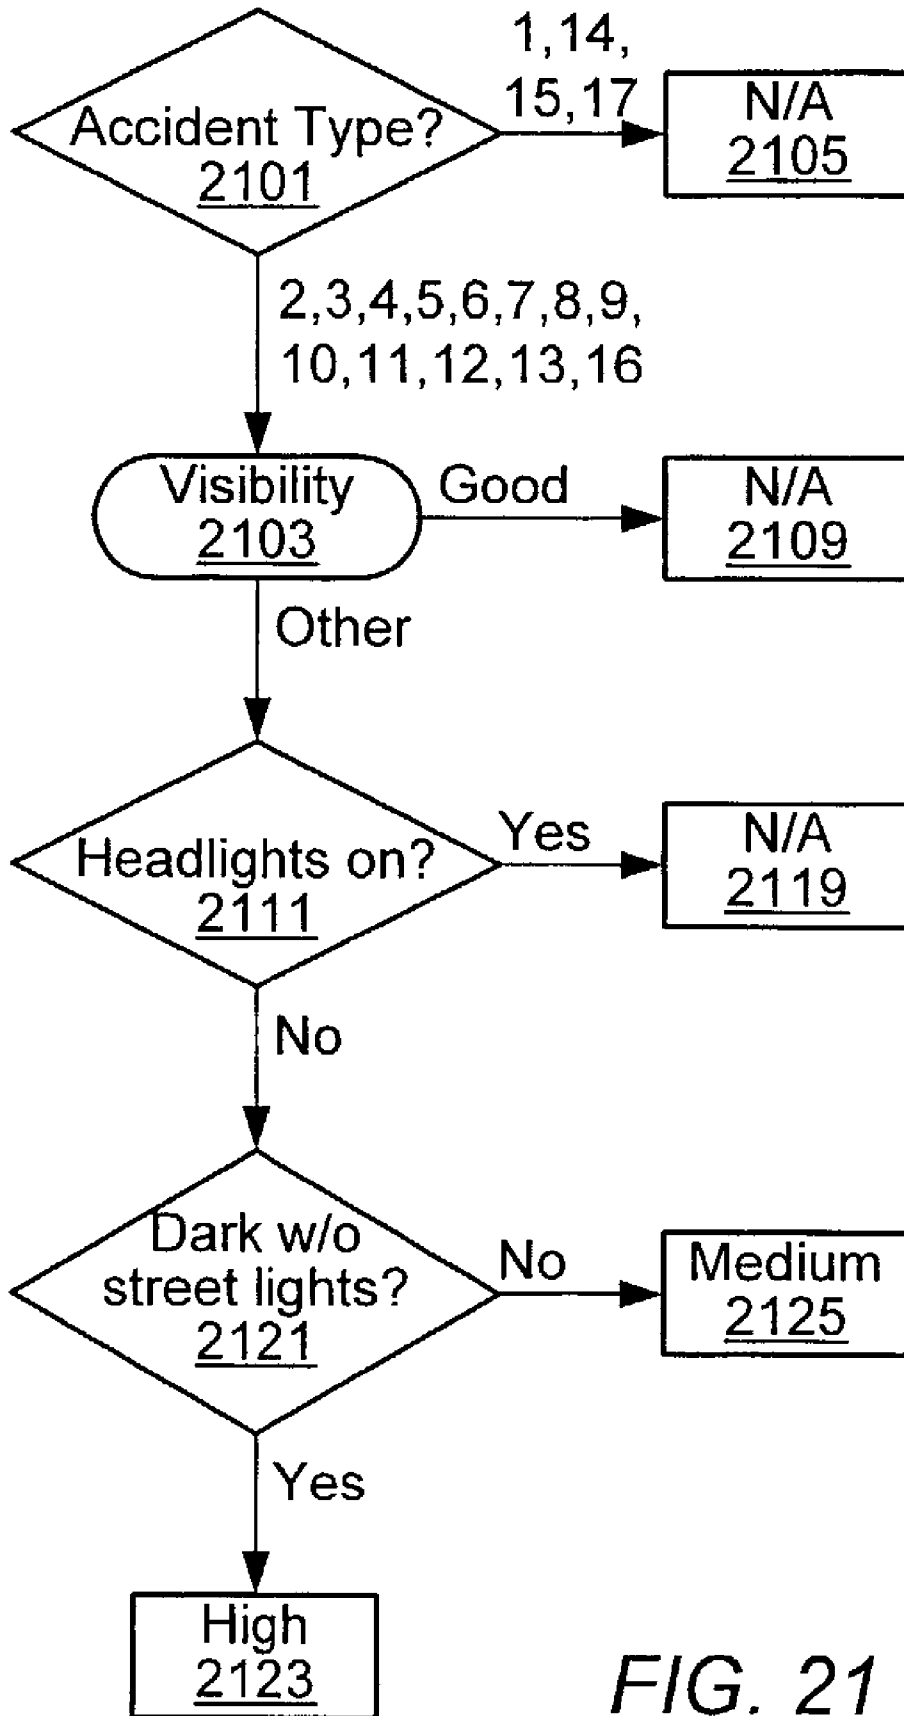 Accident Type?
2101
1,14,
15,17
N/A
2105
2,3,4,5,6,7,8,9,
10,11,12,13,16
Visibility
2103
Good
N/A
2109
Other
Headlights on?
2111
Yes
N/A
2119
No
Dark w/o
street lights?
2121
No
Medium
2125
Yes
High
2123
FIG. 21